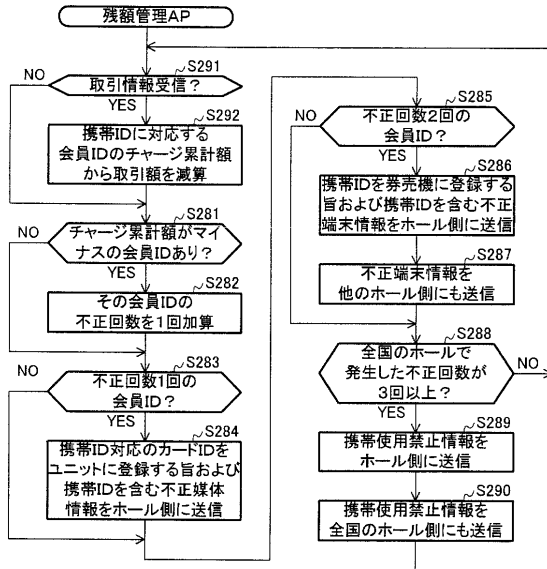 残額管理AP
S291
NO
取引情報受信？
YES
S292
携帯IDに対応する
会員IDのチャージ累計額
から取引額を減算
S281
NO
チャージ累計額がマイ
ナスの会員IDあり？
YES
S282
その会員IDの
不正回数を1回加算
S283
NO
不正回数1回の
会員ID？
YES
S284
携帯ID対応のカードIDを
ユニットに登録する旨および
携帯IDを含む不正媒体
情報をホール側に送信
S285
NO
不正回数2回の
会員ID？
YES
S286
携帯IDを券売機に登録する
旨および携帯IDを含む不正
端末情報をホール側に送信
S287
不正端末情報を
他のホール側にも送信
S288
全国のホールで
発生した不正回数が
3回以上？
NO
YES
S289
携帯使用禁止情報を
ホール側に送信
S290
携帯使用禁止情報を
全国のホール側にも送信